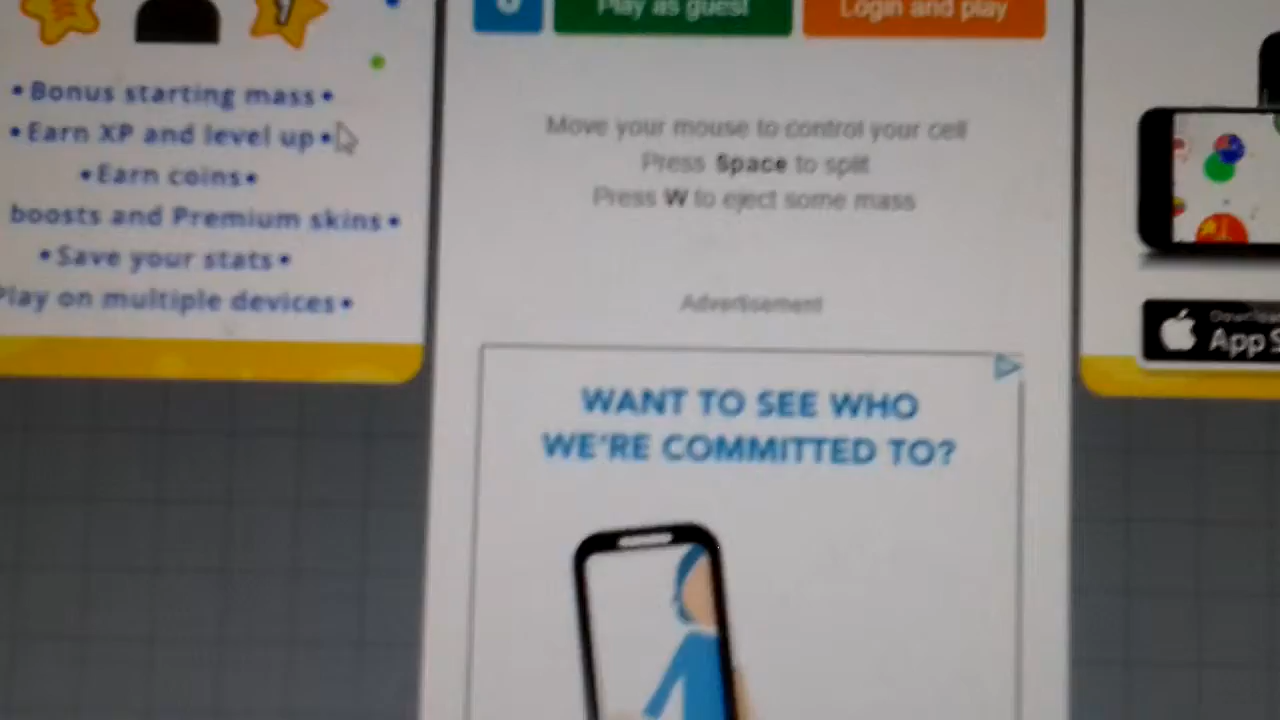 Play as guest
Login and play
•Bonus starting mass•
•Earn XP and level up•
•Earn coins•
boosts and Premium skins•
•Save your stats•
Play on multiple devices•
Move your mouse to control your cell
Press Space to split
Press W to eject some mass
Advertisement
WANT TO SEE WHO
WE'RE COMMITTED TO?
App S